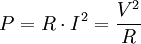 P = R · I² = V²/R